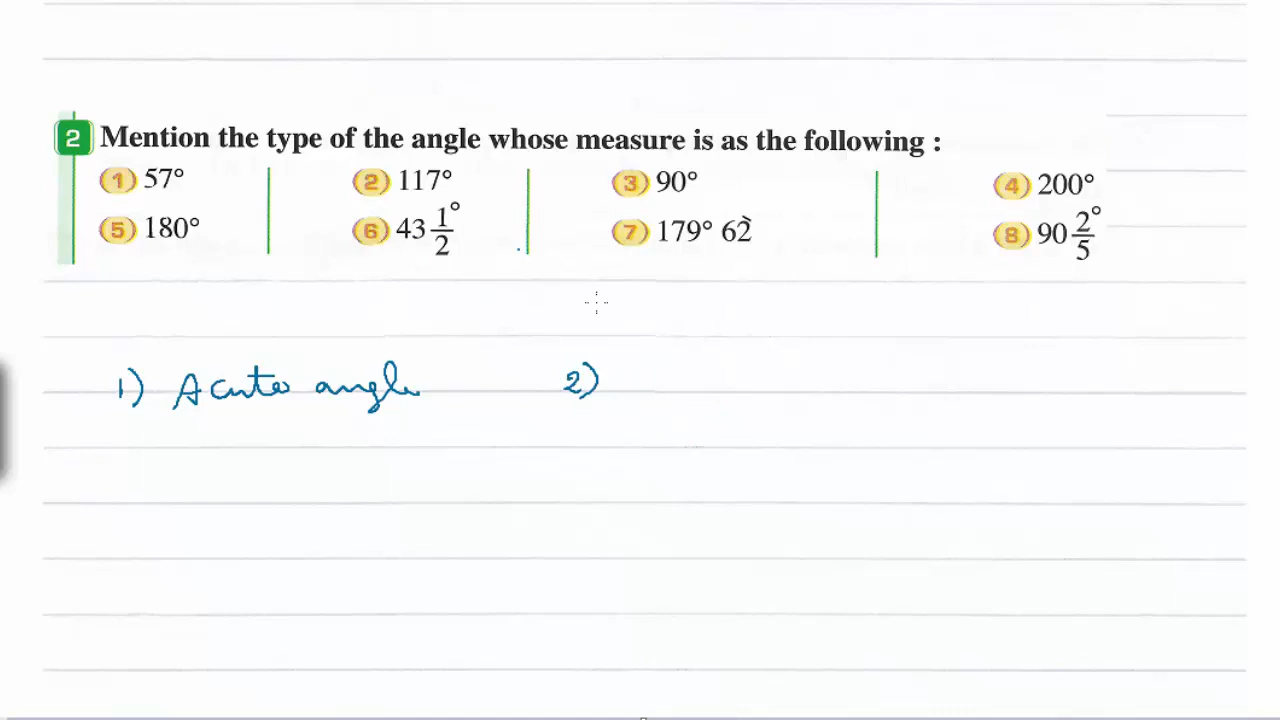 2 Mention the type of the angle whose measure is as the following :
1 57° 2 117° 3 90° 4 200°
5 180° 6 43 1/2° 7 179° 62̀ 8 90 2/5°
1) Acute angle 2)